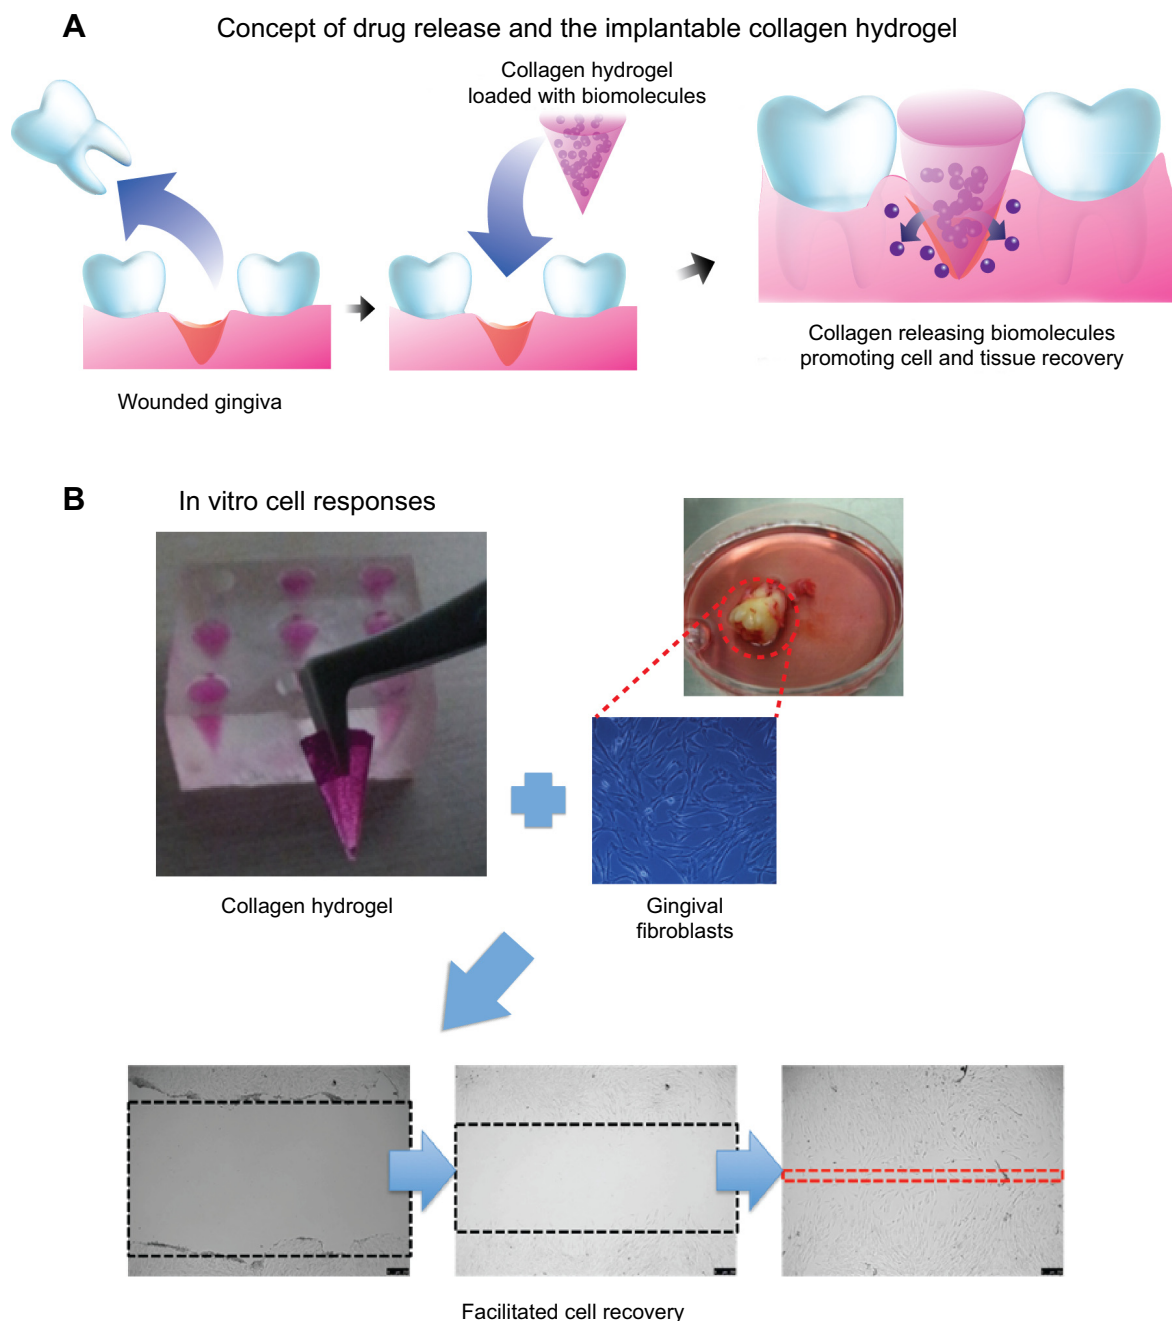 A
Concept of drug release and the implantable collagen hydrogel
Collagen hydrogel
loaded with biomolecules
Wounded gingiva
Collagen releasing biomolecules
promoting cell and tissue recovery
B
In vitro cell responses
Collagen hydrogel
Gingival
fibroblasts
Facilitated cell recovery